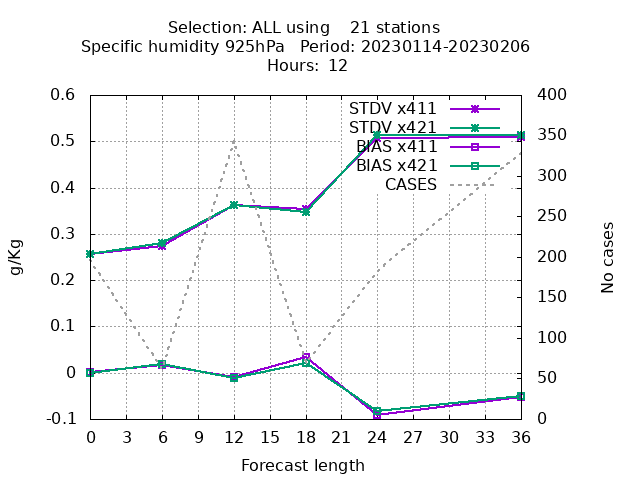 Selection: ALL using    21 stations
Specific humidity 925hPa   Period: 20230114-20230206
Hours: 12
STDV x411
STDV x421
BIAS x411
BIAS x421
CASES
0.6
0.5
0.4
0.3
0.2
0.1
0
-0.1
g/Kg
400
350
300
250
200
150
100
50
0
No cases
0 3 6 9 12 15 18 21 24 27 30 33 36
Forecast length